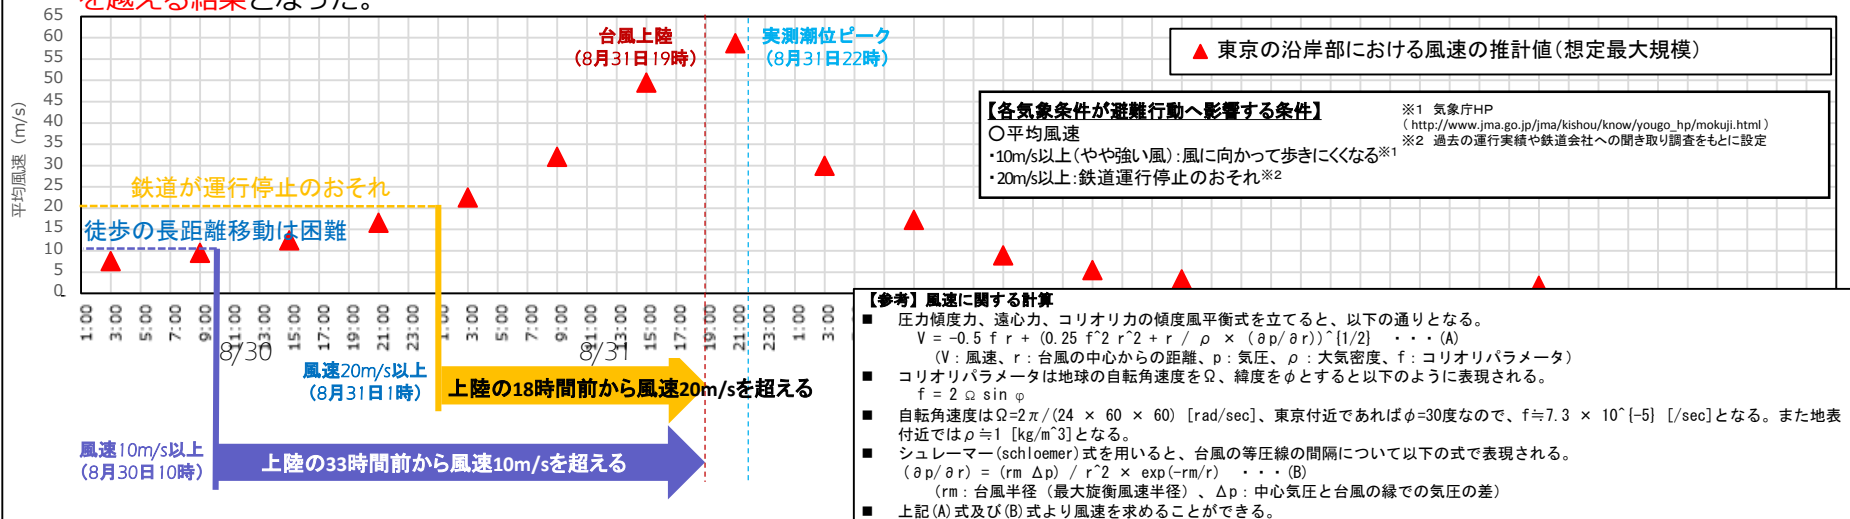 を越える結果となった。
平均風速 (m/s)
65
60
55
50
45
40
35
30
25
20
15
10
5
0
台風上陸
(8月31日19時)
実測潮位ピーク
(8月31日22時)
▲ 東京の沿岸部における風速の推計値(想定最大規模)
【各気象条件が避難行動へ影響する条件】
〇平均風速
・10m/s以上(やや強い風):風に向かって歩きにくくなる※1
・20m/s以上:鉄道運行停止のおそれ※2
※1 気象庁HP
( http://www.jma.go.jp/jma/kishou/know/yougo_hp/mokuji.html )
※2 過去の運行実績や鉄道会社への聞き取り調査をもとに設定
鉄道が運行停止のおそれ
徒歩の長距離移動は困難
1:00
3:00
5:00
7:00
9:00
11:00
13:00
15:00
17:00
19:00
21:00
23:00
1:00
3:00
5:00
7:00
9:00
11:00
13:00
15:00
17:00
19:00
21:00
23:00
1:00
3:00
8/30
8/31
風速20m/s以上
(8月31日1時)
上陸の18時間前から風速20m/sを超える
風速10m/s以上
(8月30日10時)
上陸の33時間前から風速10m/sを超える
【参考】風速に関する計算
■ 圧力傾度力、遠心力、コリオリ力の傾度風平衡式を立てると、以下の通りとなる。
V = -0.5 f r + (0.25 f^2 r^2 + r / ρ × (∂p/∂r))^{1/2} ・・・(A)
(V:風速、r:台風の中心からの距離、p:気圧、ρ:大気密度、f:コリオリパラメータ)
■ コリオリパラメータは地球の自転角速度をΩ、緯度をφとすると以下のように表現される。
f = 2 Ω sin φ
■ 自転角速度はΩ=2π/(24 × 60 × 60) [rad/sec]、東京付近であればφ=30度なので、f≒7.3 × 10^{-5} [/sec]となる。また地表
付近ではρ≒1 [kg/m^3]となる。
■ シュレーマー(schloemer)式を用いると、台風の等圧線の間隔について以下の式で表現される。
(∂p/∂r) = (rm Δp) / r^2 × exp(-rm/r) ・・・(B)
(rm:台風半径(最大旋衡風速半径)、Δp:中心気圧と台風の縁での気圧の差)
■ 上記(A)式及び(B)式より風速を求めることができる。